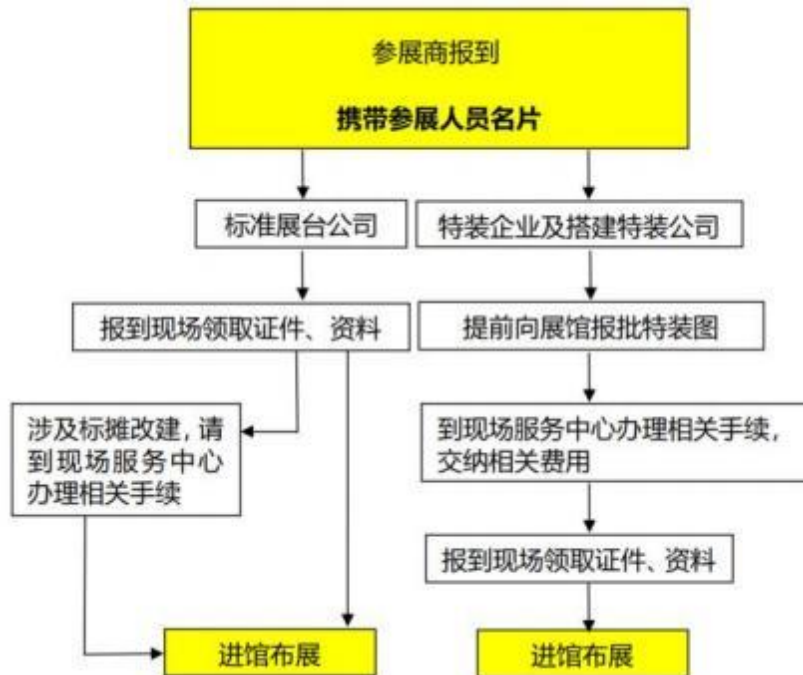 参展商报到
携带参展人员名片
标准展台公司
特装企业及搭建特装公司
报到现场领取证件、资料
提前向展馆报批特装图
涉及标摊改建,请
到现场服务中心
办理相关手续
到现场服务中心办理相关手续,
交纳相关费用
报到现场领取证件、资料
进馆布展
进馆布展